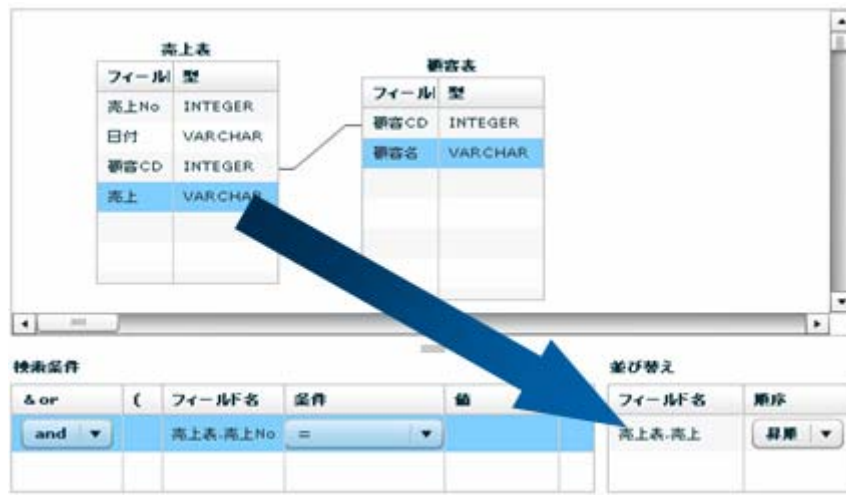 売上表
フィール 型
売上No INTEGER
日付 VARCHAR
顧客CD INTEGER
売上 VARCHAR
顧客表
フィール 型
顧客CD INTEGER
顧客名 VARCHAR
検索条件
& or ( フィールド名 条件 値
and 売上表.売上No =
並び替え
フィールド名 順序
売上表.売上 昇順